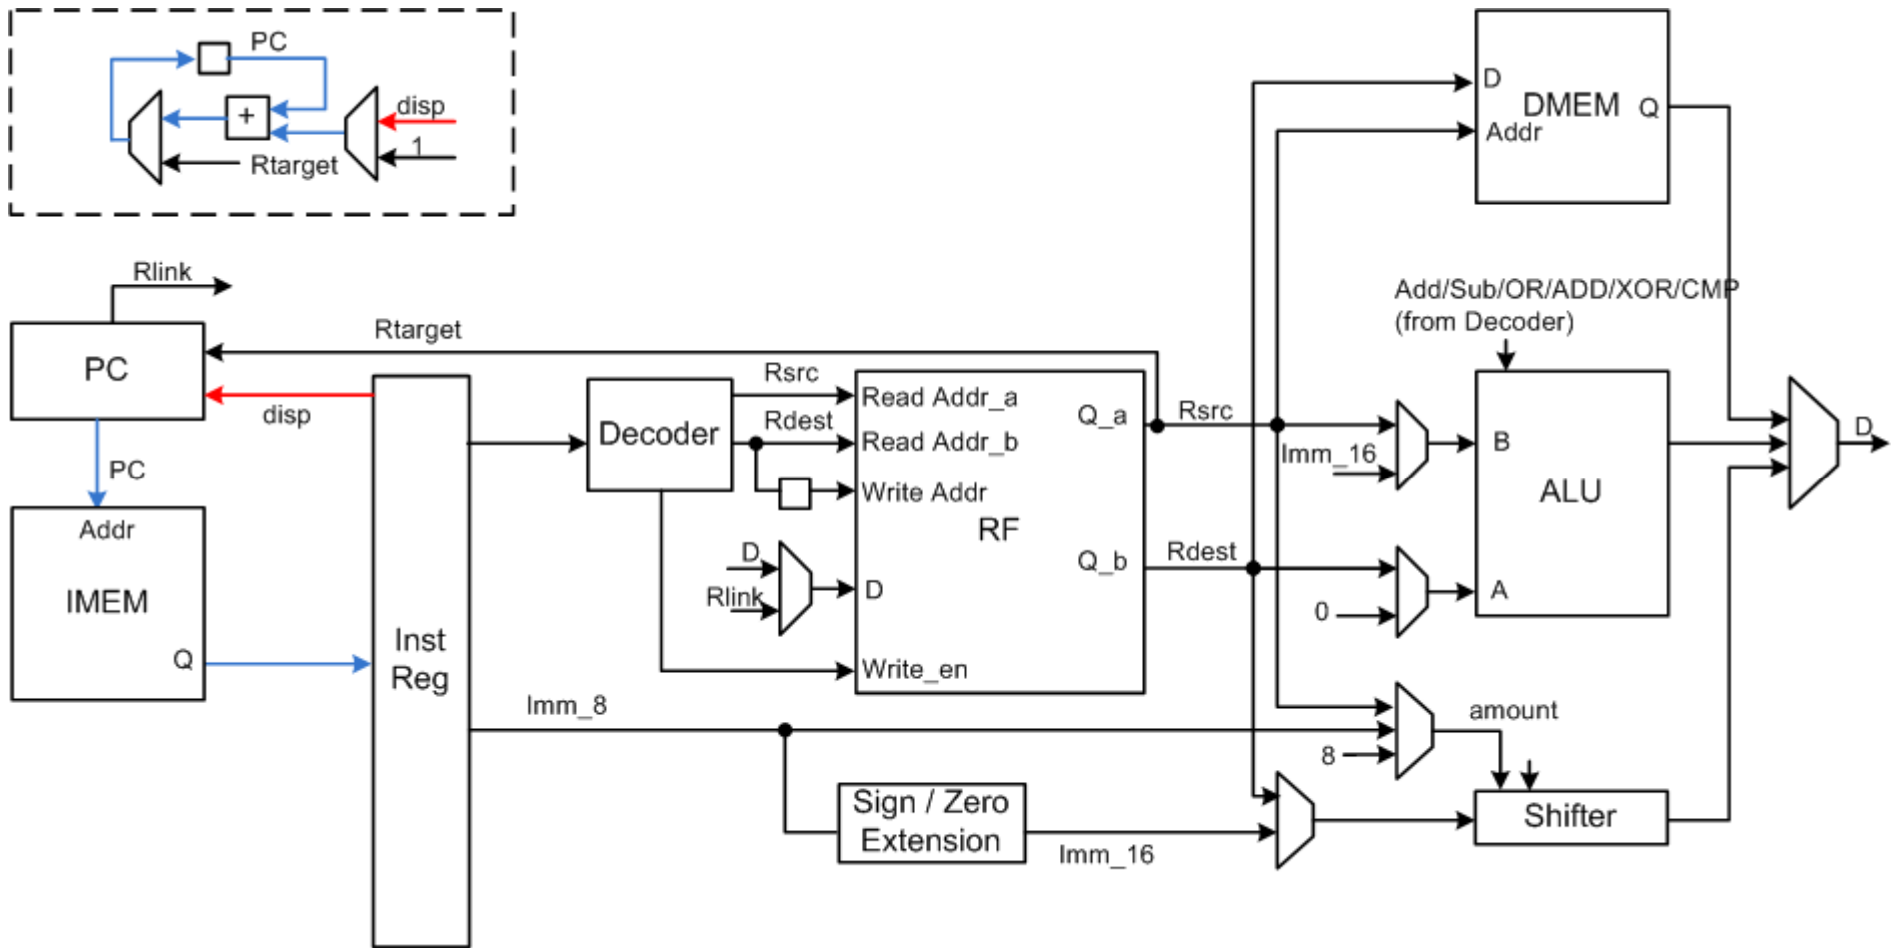 PC
disp
+
1
Rtarget
Rlink
Rtarget
PC
disp
PC
Addr
IMEM
Q
Inst
Reg
Decoder
Rsrc
Rdest
Read Addr_a
Read Addr_b
Write Addr
RF
D
Rlink
D
Write_en
Q_a
Q_b
Rsrc
Rdest
Imm_8
Sign / Zero
Extension
Imm_16
D
DMEM
Q
Addr
Add/Sub/OR/ADD/XOR/CMP
(from Decoder)
Imm_16
B
ALU
0
A
8
amount
Shifter
D